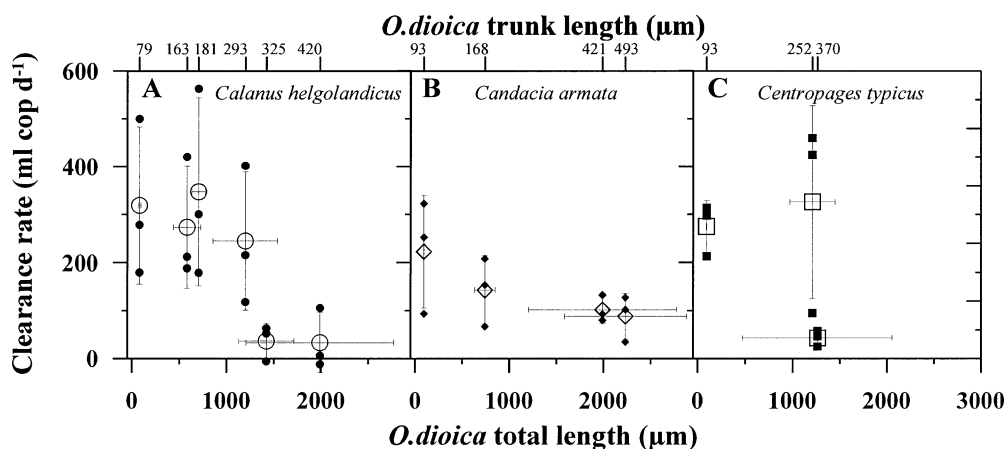 O.dioica trunk length (µm)
79 163 181 293 325 420 93 168 421 493 93 252 370
600
A Calanus helgolandicus B Candacia armata C Centropages typicus
400
200
0
Clearance rate (ml cop d⁻¹)
0 1000 2000 0 1000 2000 0 1000 2000 3000
O.dioica total length (µm)